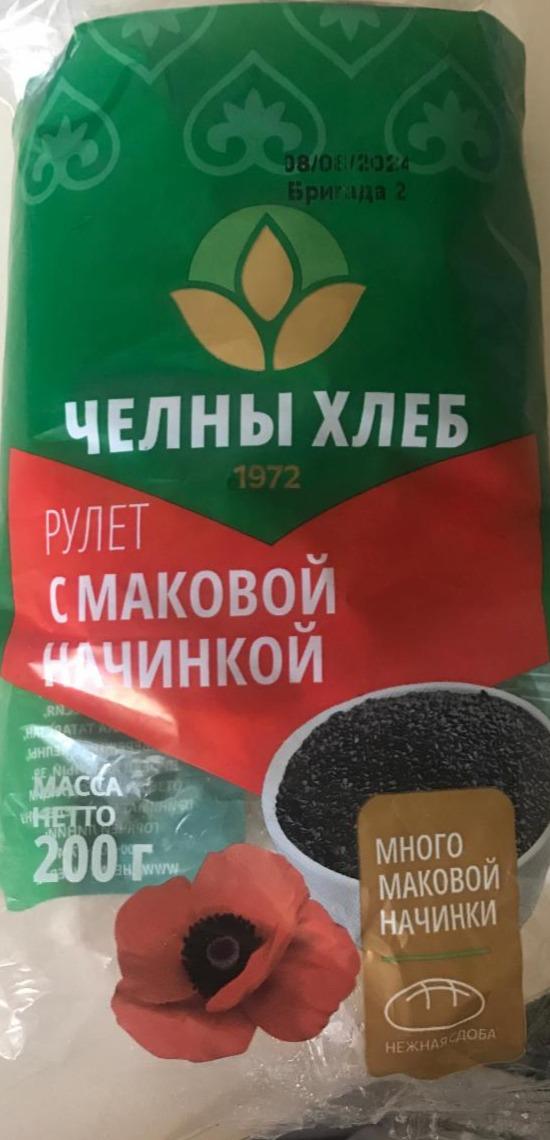 08/08/2024
Бригада 2
ЧЕЛНЫ ХЛЕБ
1972
РУЛЕТ
С МАКОВОЙ
НАЧИНКОЙ
МАССА
НЕТТО
200 г
МНОГО
МАКОВОЙ
НАЧИНКИ
НЕЖНАЯ СДОБА